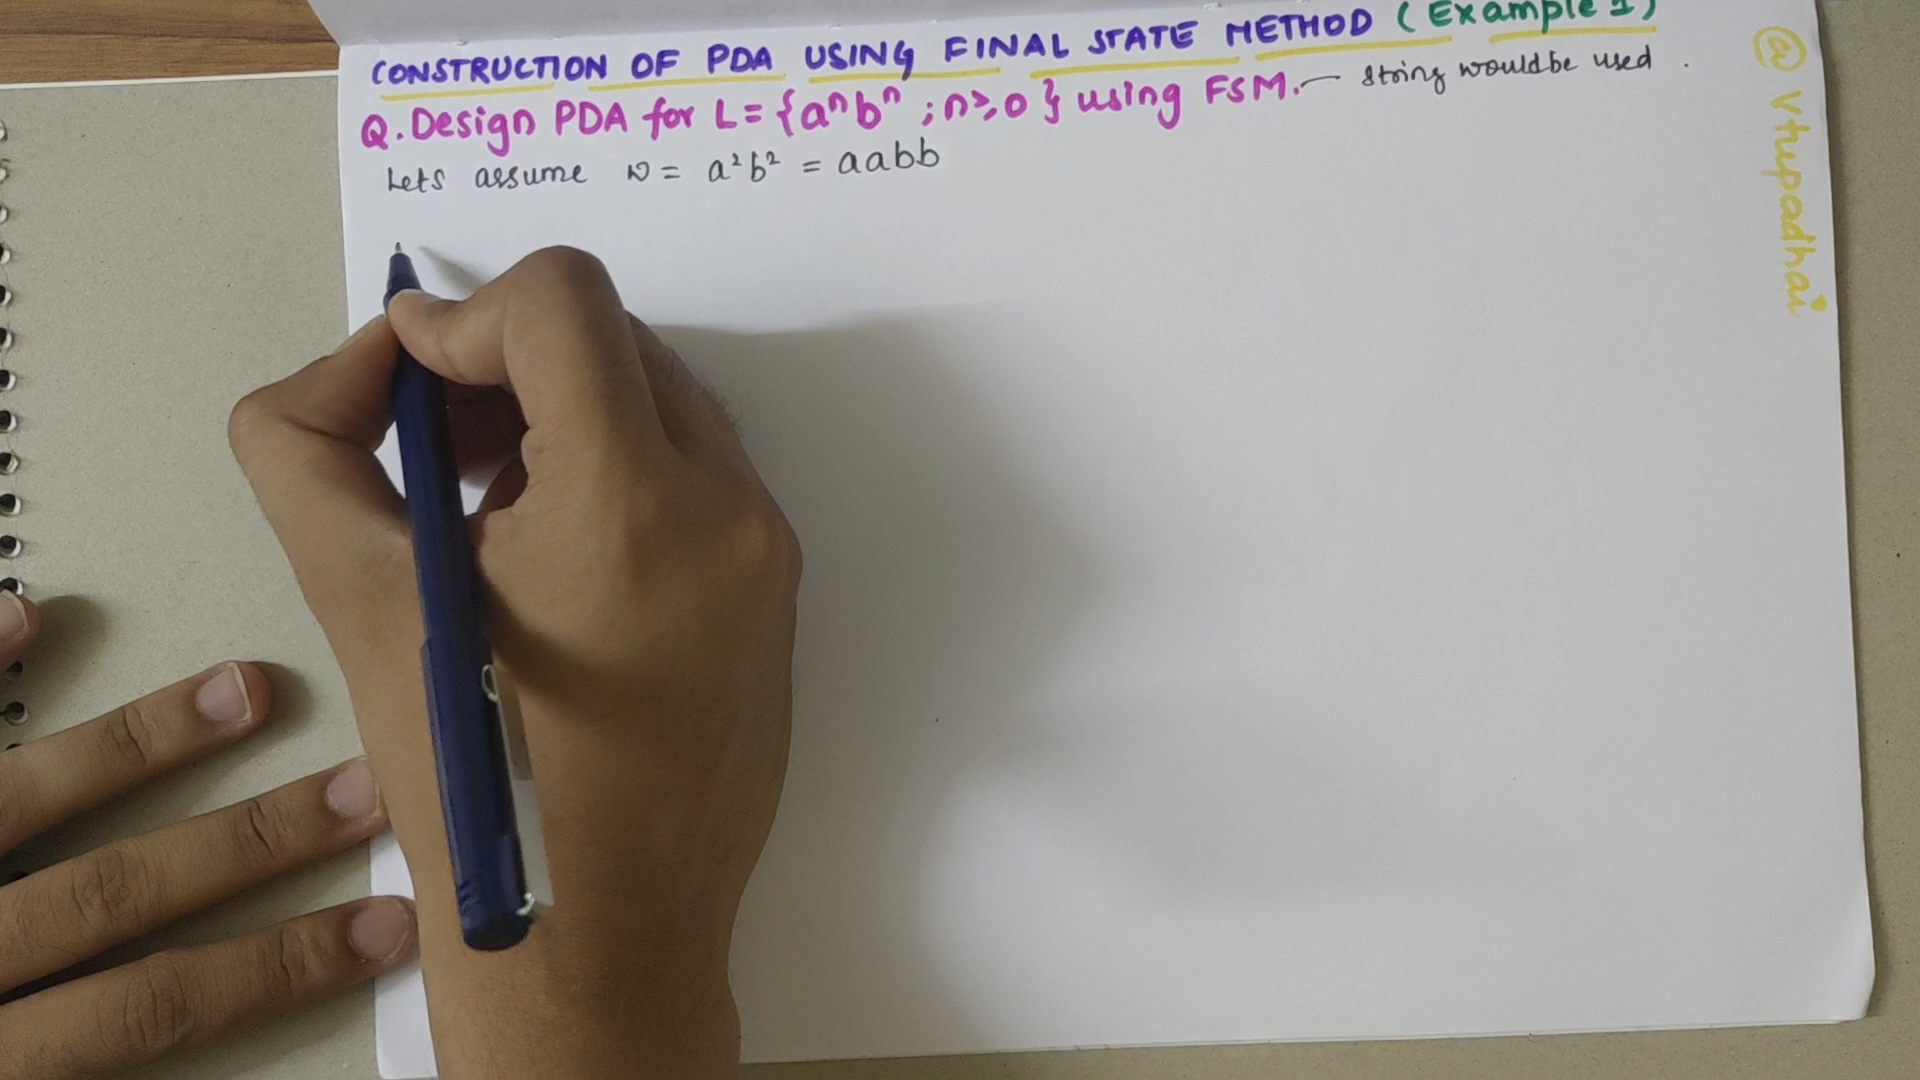 CONSTRUCTION OF PDA USING FINAL STATE METHOD (Example 1)
Q. Design PDA for L = {aⁿbⁿ ; n≥0} using FSM. — string would be used.
Lets assume w = a²b² = aabb
@Vtupadhai